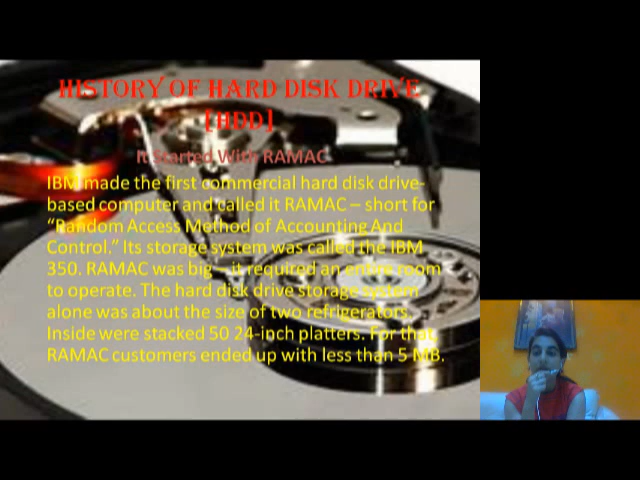 HISTORY OF HARD DISK DRIVE
[HDD]
It Started With RAMAC
IBM made the first commercial hard disk drive-
based computer and called it RAMAC – short for
“Random Access Method of Accounting And
Control.” Its storage system was called the IBM
350. RAMAC was big – it required an entire room
to operate. The hard disk drive storage system
alone was about the size of two refrigerators.
Inside were stacked 50 24-inch platters. For that,
RAMAC customers ended up with less than 5 MB.